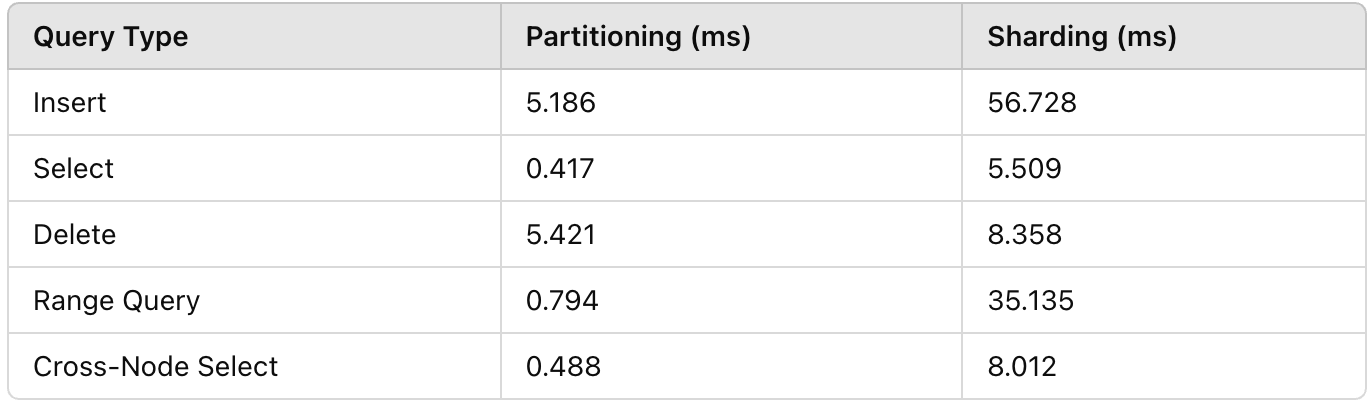 Query Type Partitioning (ms) Sharding (ms)
Insert 5.186 56.728
Select 0.417 5.509
Delete 5.421 8.358
Range Query 0.794 35.135
Cross-Node Select 0.488 8.012